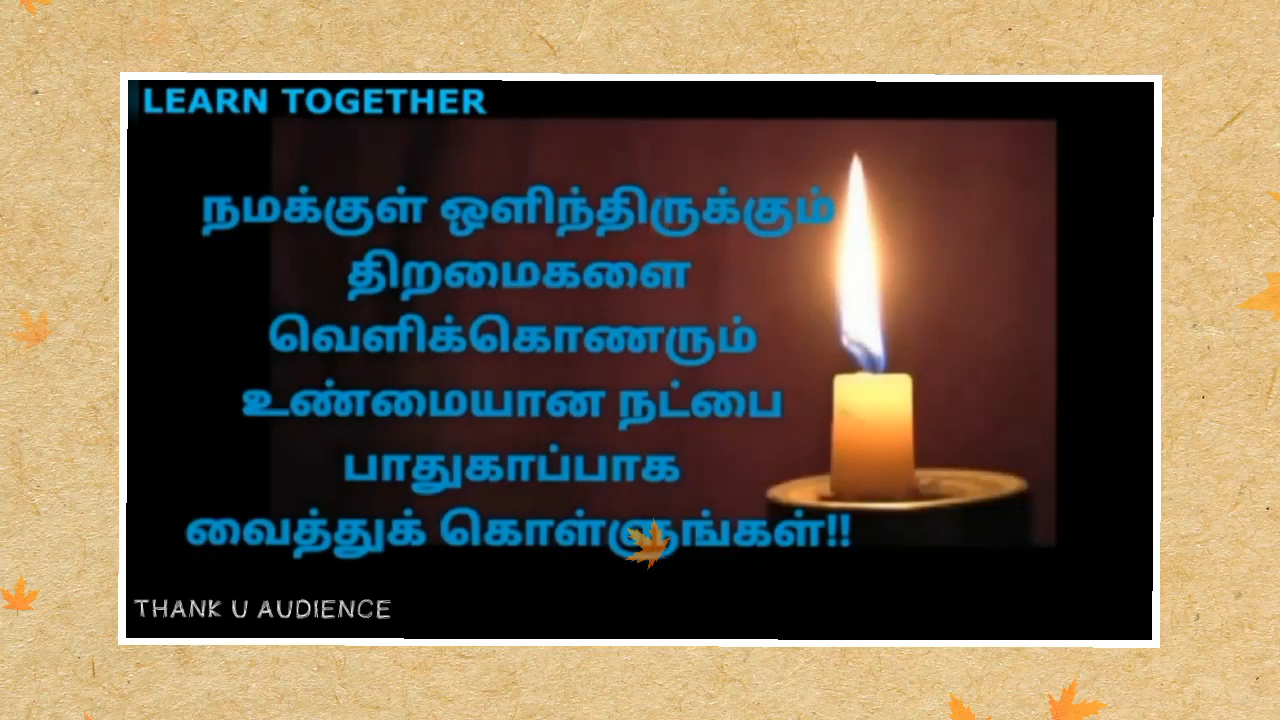 LEARN TOGETHER
நமக்குள் ஒளிந்திருக்கும்
திறமைகளை
வெளிக்கொணரும்
உண்மையான நட்பை
பாதுகாப்பாக
வைத்துக் கொள்ளுங்கள்!!
THANK U AUDIENCE